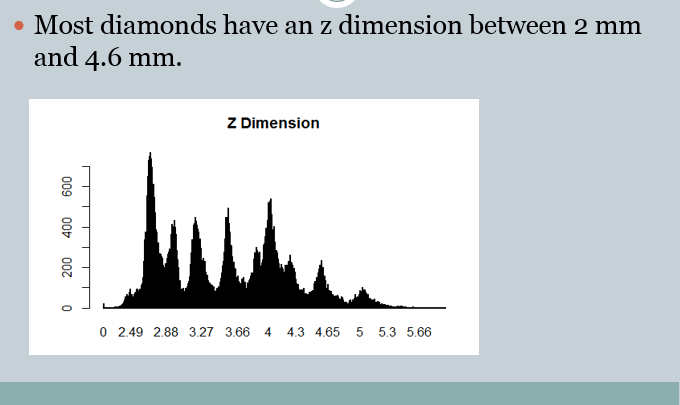 • Most diamonds have an z dimension between 2 mm
and 4.6 mm.
Z Dimension
600
400
200
0
0 2.49 2.88 3.27 3.66 4 4.3 4.65 5 5.3 5.66